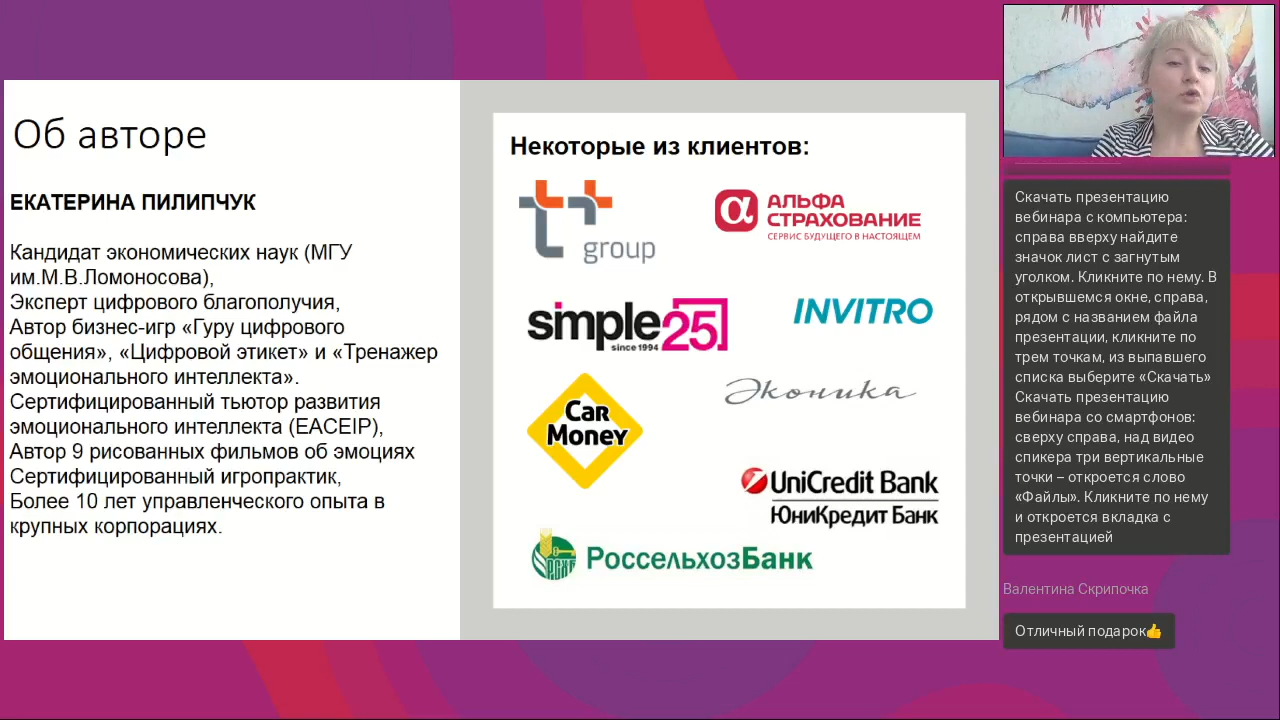 Об авторе
ЕКАТЕРИНА ПИЛИПЧУК
Кандидат экономических наук (МГУ
им.М.В.Ломоносова),
Эксперт цифрового благополучия,
Автор бизнес-игр «Гуру цифрового
общения», «Цифровой этикет» и «Тренажер
эмоционального интеллекта».
Сертифицированный тьютор развития
эмоционального интеллекта (EACEIP),
Автор 9 рисованных фильмов об эмоциях
Сертифицированный игропрактик,
Более 10 лет управленческого опыта в
крупных корпорациях.
Некоторые из клиентов:
t+ group
α АЛЬФА
СТРАХОВАНИЕ
СЕРВИС БУДУЩЕГО В НАСТОЯЩЕМ
simple25
since 1994
INVITRO
Car
Money
Эконика
UniCredit Bank
ЮниКредит Банк
РСХБ
РоссельхозБанк
Скачать презентацию
вебинара с компьютера:
справа вверху найдите
значок лист с загнутым
уголком. Кликните по нему. В
открывшемся окне, справа,
рядом с названием файла
презентации, кликните по
трем точкам, из выпавшего
списка выберите «Скачать»
Скачать презентацию
вебинара со смартфонов:
сверху справа, над видео
спикера три вертикальные
точки – откроется слово
«Файлы». Кликните по нему
и откроется вкладка с
презентацией
Валентина Скрипочка
Отличный подарок👍